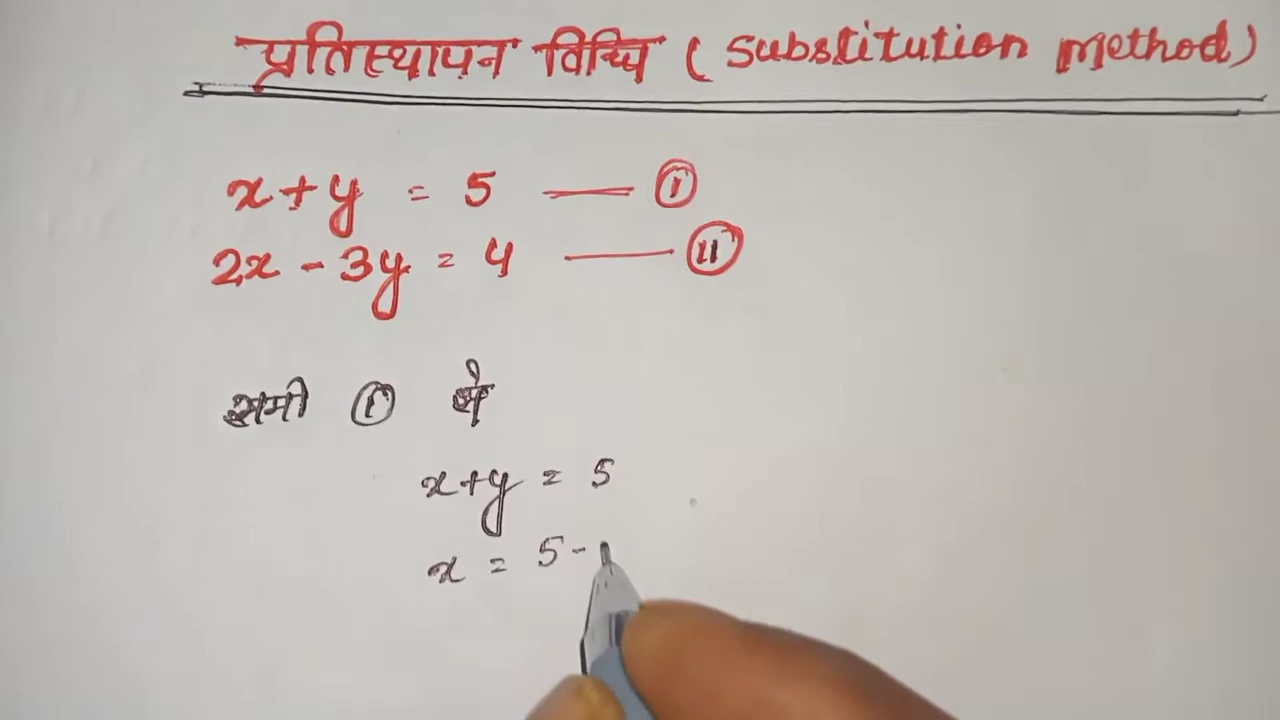 प्रतिस्थापन विधि (Substitution Method)
x+y = 5 — I
2x - 3y = 4 — II
समी I से
x+y = 5
x = 5-